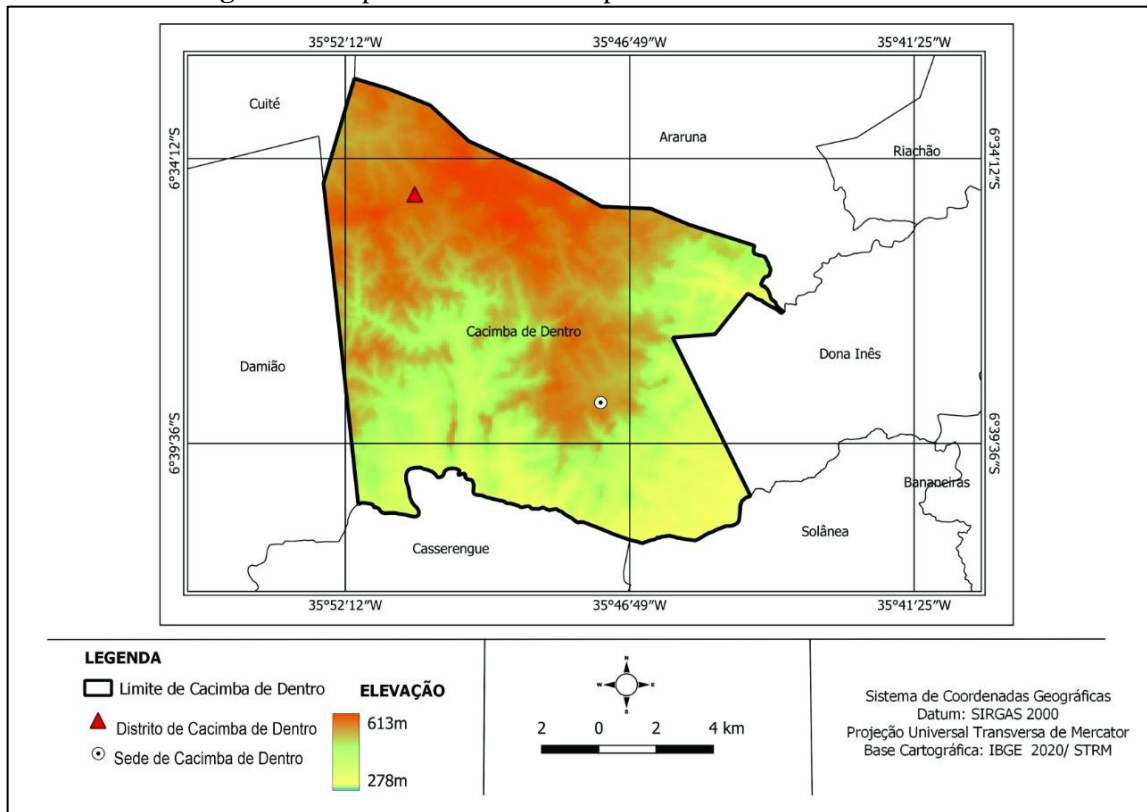 35°52'12"W 35°46'49"W 35°41'25"W
Cuité
Araruna
Riachão
6°34'12"S 6°34'12"S
Cacimba de Dentro
Damião
Dona Inês
6°39'36"S 6°39'36"S
Bananeiras
Solânea
Casserengue
35°52'12"W 35°46'49"W 35°41'25"W
LEGENDA
Limite de Cacimba de Dentro
Distrito de Cacimba de Dentro
Sede de Cacimba de Dentro
ELEVAÇÃO
613m
278m
N
W E
S
2 0 2 4 km
Sistema de Coordenadas Geográficas
Datum: SIRGAS 2000
Projeção Universal Transversa de Mercator
Base Cartográfica: IBGE 2020/ STRM